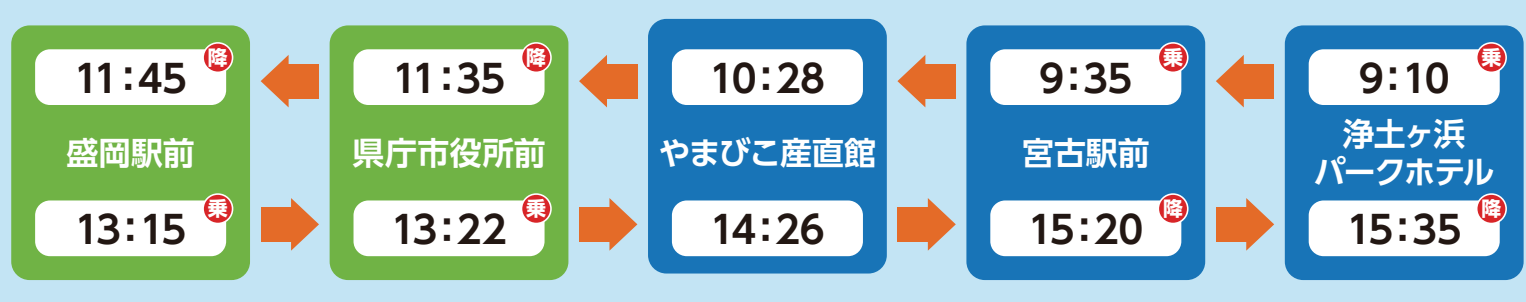 11:45 降
盛岡駅前
13:15 乗
11:35 降
県庁市役所前
13:22 乗
10:28
やまびこ産直館
14:26
9:35 乗
宮古駅前
15:20 降
9:10 乗
浄土ヶ浜
パークホテル
15:35 降